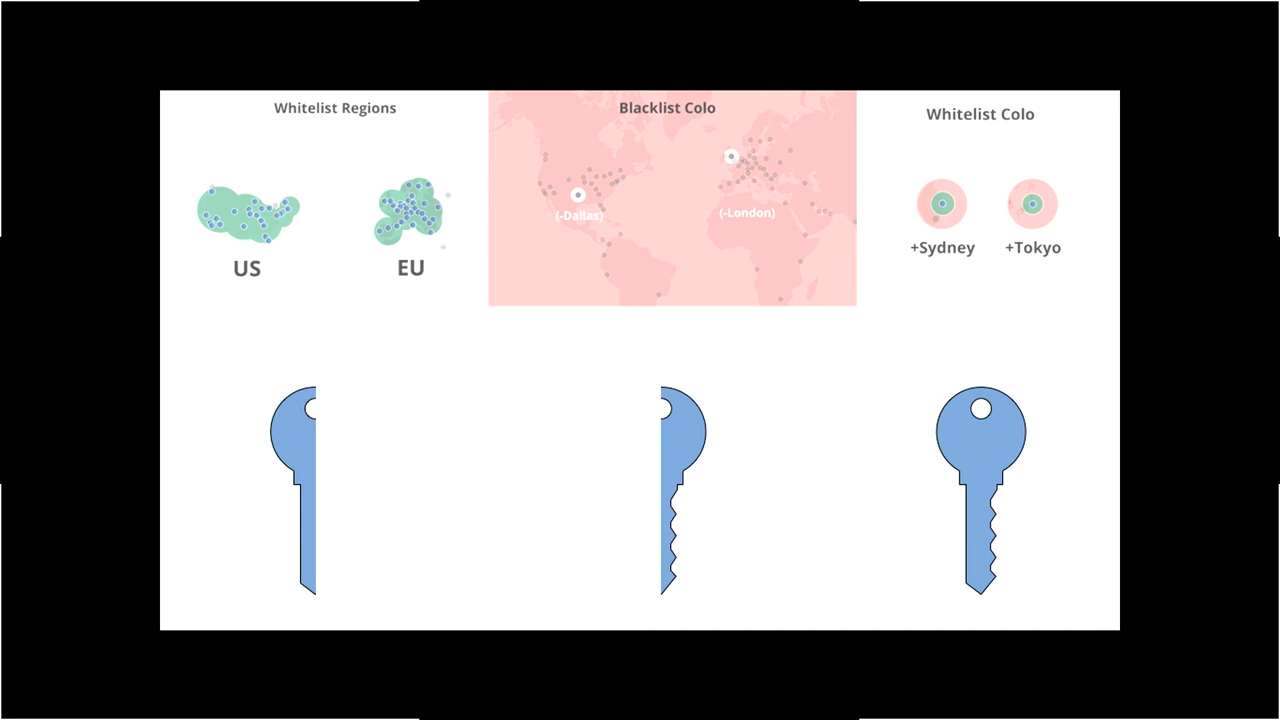 Whitelist Regions
Blacklist Colo
Whitelist Colo
US
EU
(-Dallas)
(-London)
+Sydney
+Tokyo